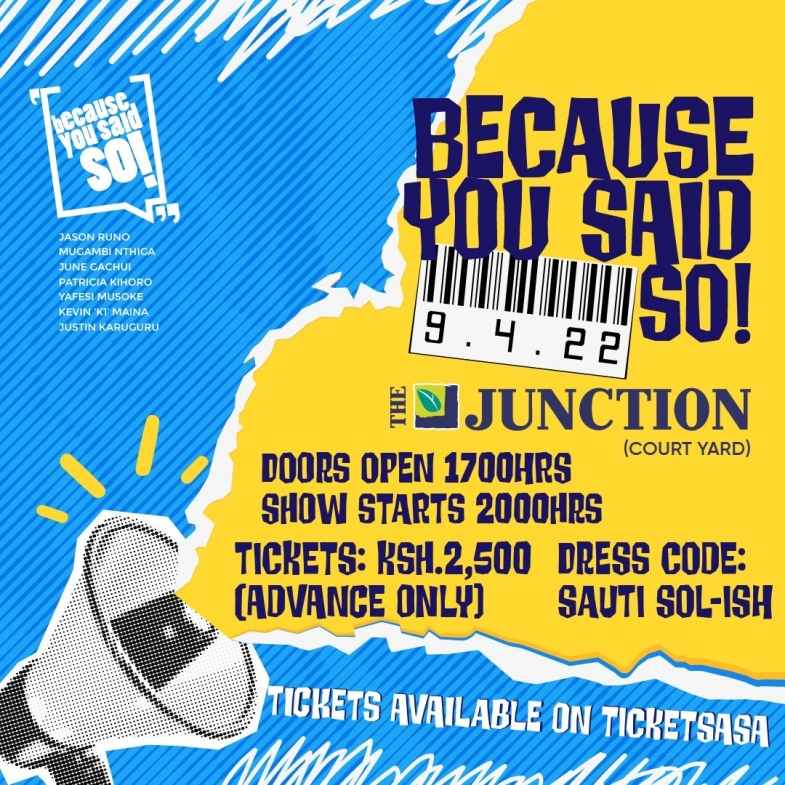 because
you said
so!
JASON RUNO
MUGAMBI NTHIGA
JUNE GACHUI
PATRICIA KIHORO
YAFESI MUSOKE
KEVIN 'K1' MAINA
JUSTIN KARUGURU
BECAUSE
YOU SAID
SO!
9.4.22
THE JUNCTION
(COURT YARD)
DOORS OPEN 1700HRS
SHOW STARTS 2000HRS
TICKETS: KSH.2,500
(ADVANCE ONLY)
DRESS CODE:
SAUTI SOL-ISH
TICKETS AVAILABLE ON TICKETSASA